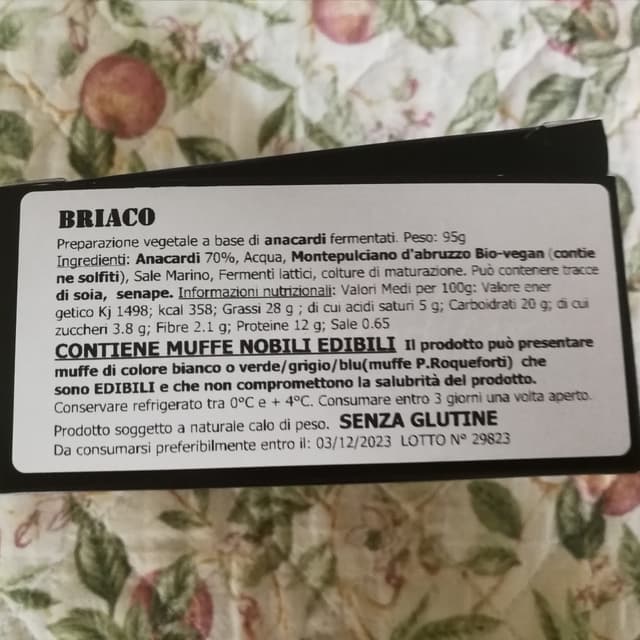 BRIACO
Preparazione vegetale a base di anacardi fermentati. Peso: 95g
Ingredienti: Anacardi 70%, Acqua, Montepulciano d'abruzzo Bio-vegan (contie
ne solfiti), Sale Marino, Fermenti lattici, colture di maturazione. Può contenere tracce
di soia, senape. Informazioni nutrizionali: Valori Medi per 100g: Valore ener
getico Kj 1498; kcal 358; Grassi 28 g ; di cui acidi saturi 5 g; Carboidrati 20 g; di cui
zuccheri 3.8 g; Fibre 2.1 g; Proteine 12 g; Sale 0.65
CONTIENE MUFFE NOBILI EDIBILI Il prodotto può presentare
muffe di colore bianco o verde/grigio/blu(muffe P.Roqueforti) che
sono EDIBILI e che non compromettono la salubrità del prodotto.
Conservare refrigerato tra 0°C e + 4°C. Consumare entro 3 giorni una volta aperto.
Prodotto soggetto a naturale calo di peso. SENZA GLUTINE
Da consumarsi preferibilmente entro il: 03/12/2023 LOTTO N° 29823